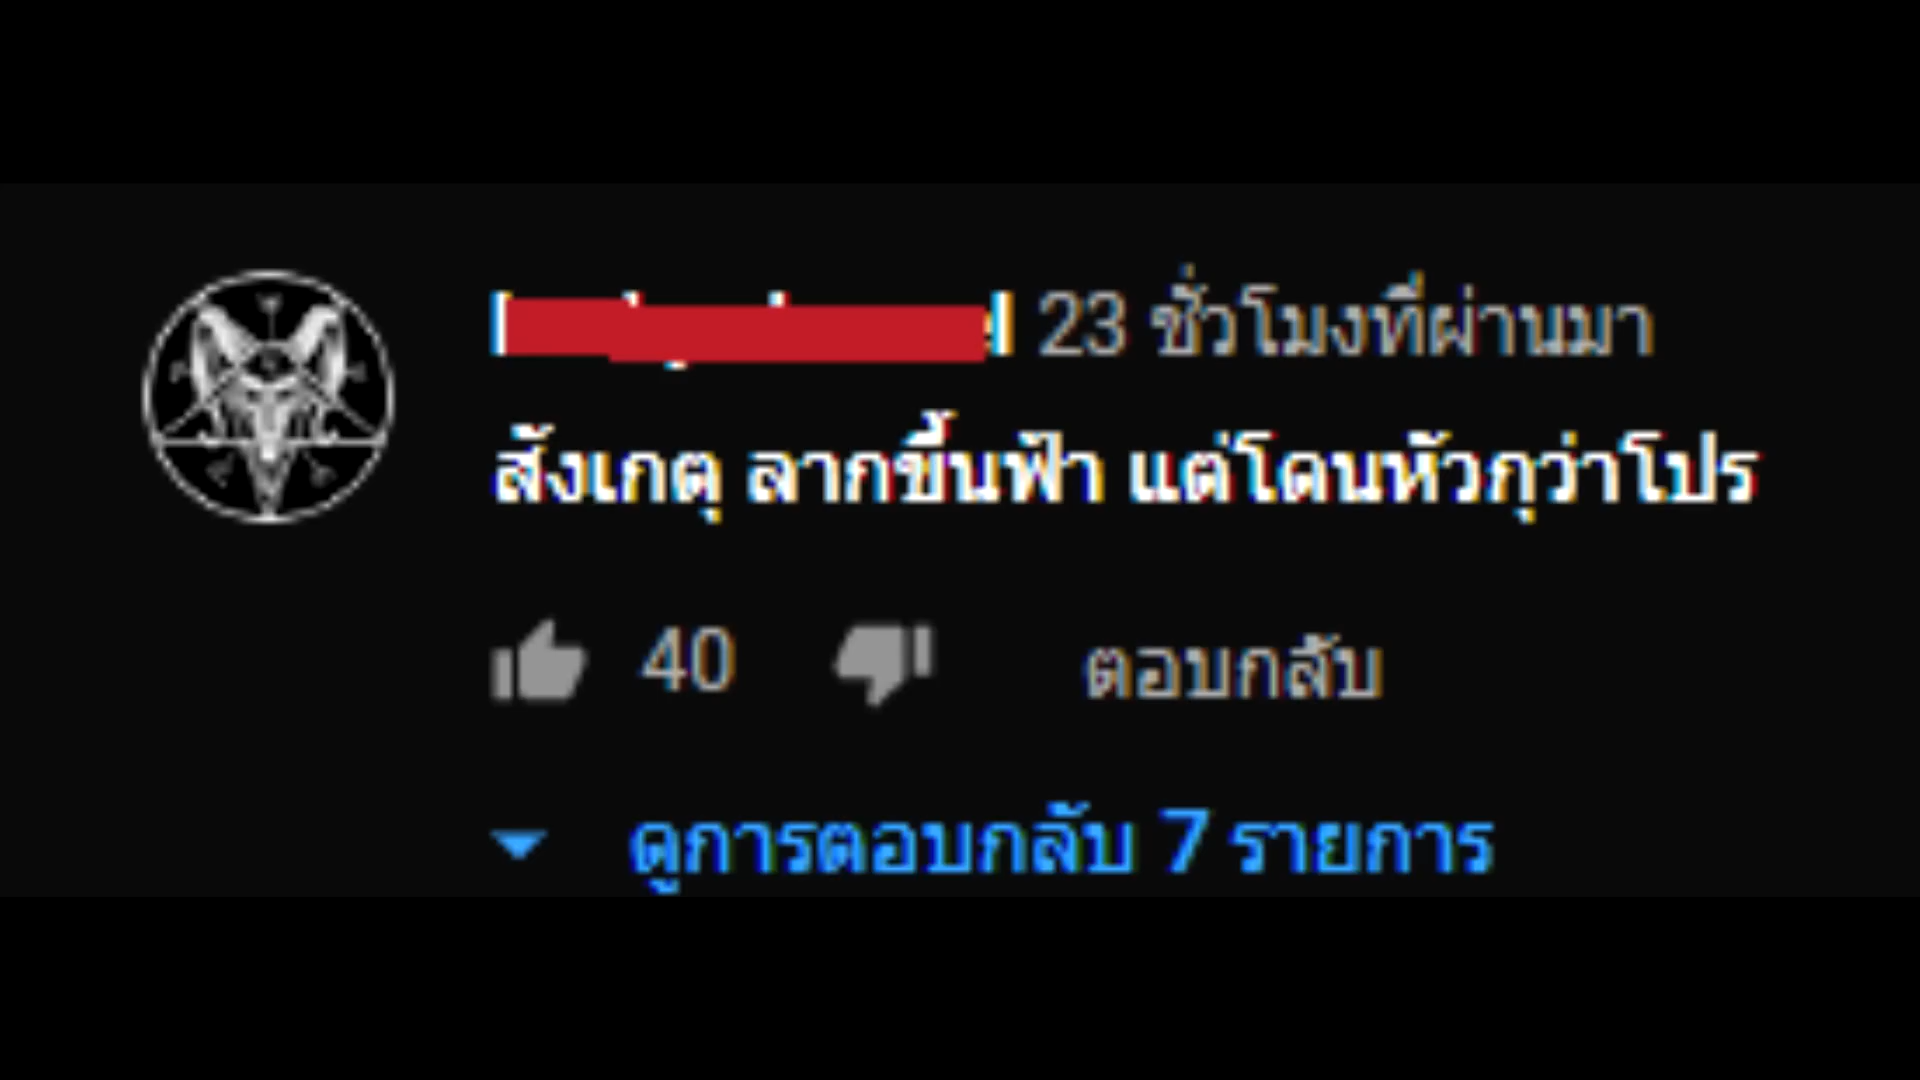 23 ชั่วโมงที่ผ่านมา
สังเกตุ ลากขึ้นฟ้า แต่โดนหัวกุว่าโปร
40 ตอบกลับ
ดูการตอบกลับ 7 รายการ